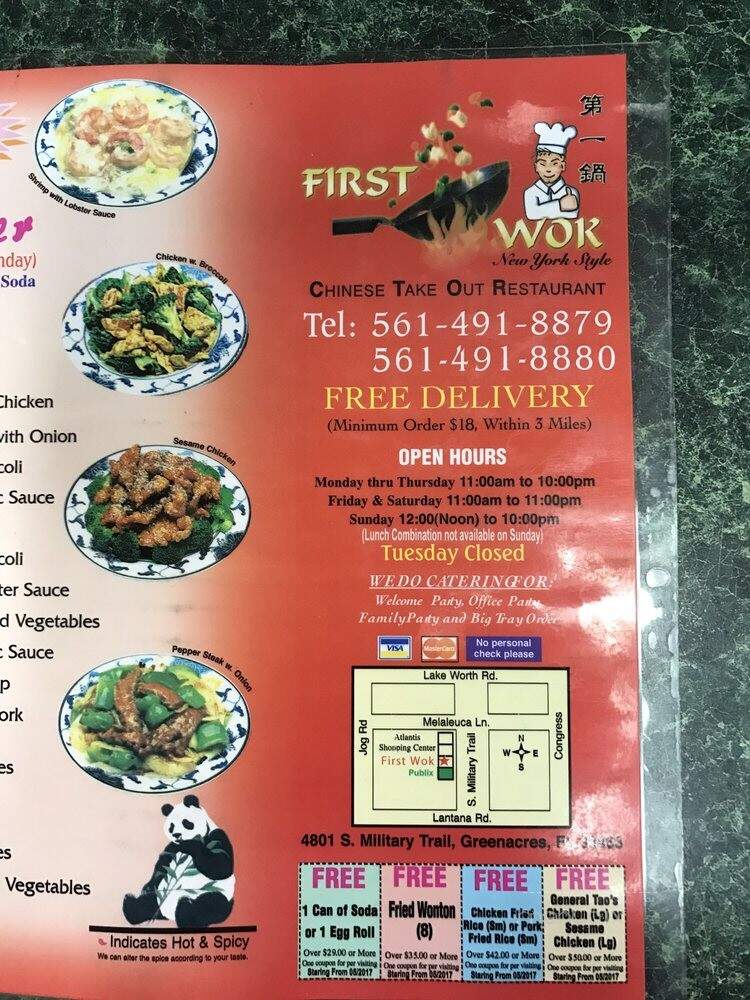 Shrimp with Lobster Sauce
nday)
Soda
Chicken w. Broccoli
Chicken
with Onion
coli
Sesame Chicken
c Sauce
coli
ter Sauce
d Vegetables
c Sauce
p
ork
Pepper Steak w. Onion
es
es
Vegetables
Indicates Hot & Spicy
We can alter the spice according to your taste.
第一鍋
FIRST
WOK
New York Style
CHINESE TAKE OUT RESTAURANT
Tel: 561-491-8879
561-491-8880
FREE DELIVERY
(Minimum Order $18, Within 3 Miles)
OPEN HOURS
Monday thru Thursday 11:00am to 10:00pm
Friday & Saturday 11:00am to 11:00pm
Sunday 12:00(Noon) to 10:00pm
(Lunch Combination not available on Sunday)
Tuesday Closed
WE DO CATERING FOR:
Welcome Party, Office Party
Family Party and Big Tray Order
VISA
MasterCard
No personal
check please
Lake Worth Rd.
Jog Rd
Melaleuca Ln.
Congress
Atlantis
Shopping Center
First Wok
Publix
S. Military Trail
N
W E
S
Lantana Rd.
4801 S. Military Trail, Greenacres,
FREE
1 Can of Soda
or 1 Egg Roll
Over $29.00 or More
One coupon for per visiting
Staring From 05/2017
FREE
Fried Wonton
(8)
Over $35.00 or More
One coupon for per visiting
Staring From 05/2017
FREE
Chicken Fried
Rice (Sm) or Pork
Fried Rice (Sm)
Over $42.00 or More
One coupon for per visiting
Staring From 05/2017
FREE
General Tao's
Chicken (Lg) or
Sesame
Chicken (Lg)
Over $50.00 or More
One coupon for per visiting
Staring From 05/2017